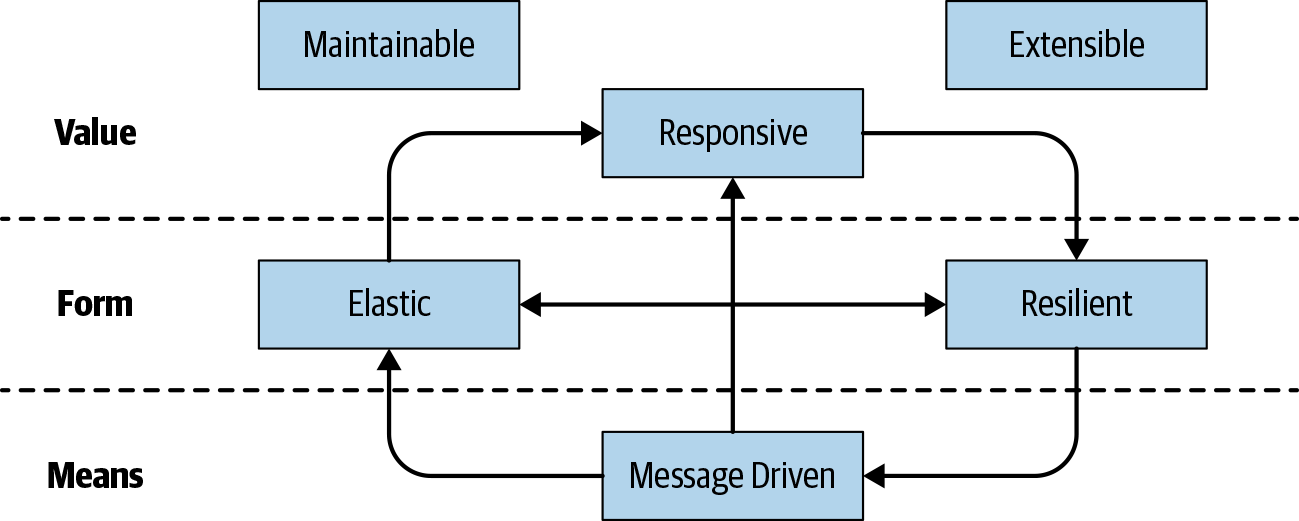 Maintainable
Extensible
Value
Responsive
Form
Elastic
Resilient
Means
Message Driven